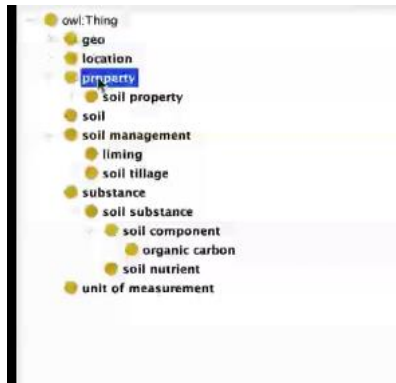 owl:Thing
geo
location
property
soil property
soil
soil management
liming
soil tillage
substance
soil substance
soil component
organic carbon
soil nutrient
unit of measurement